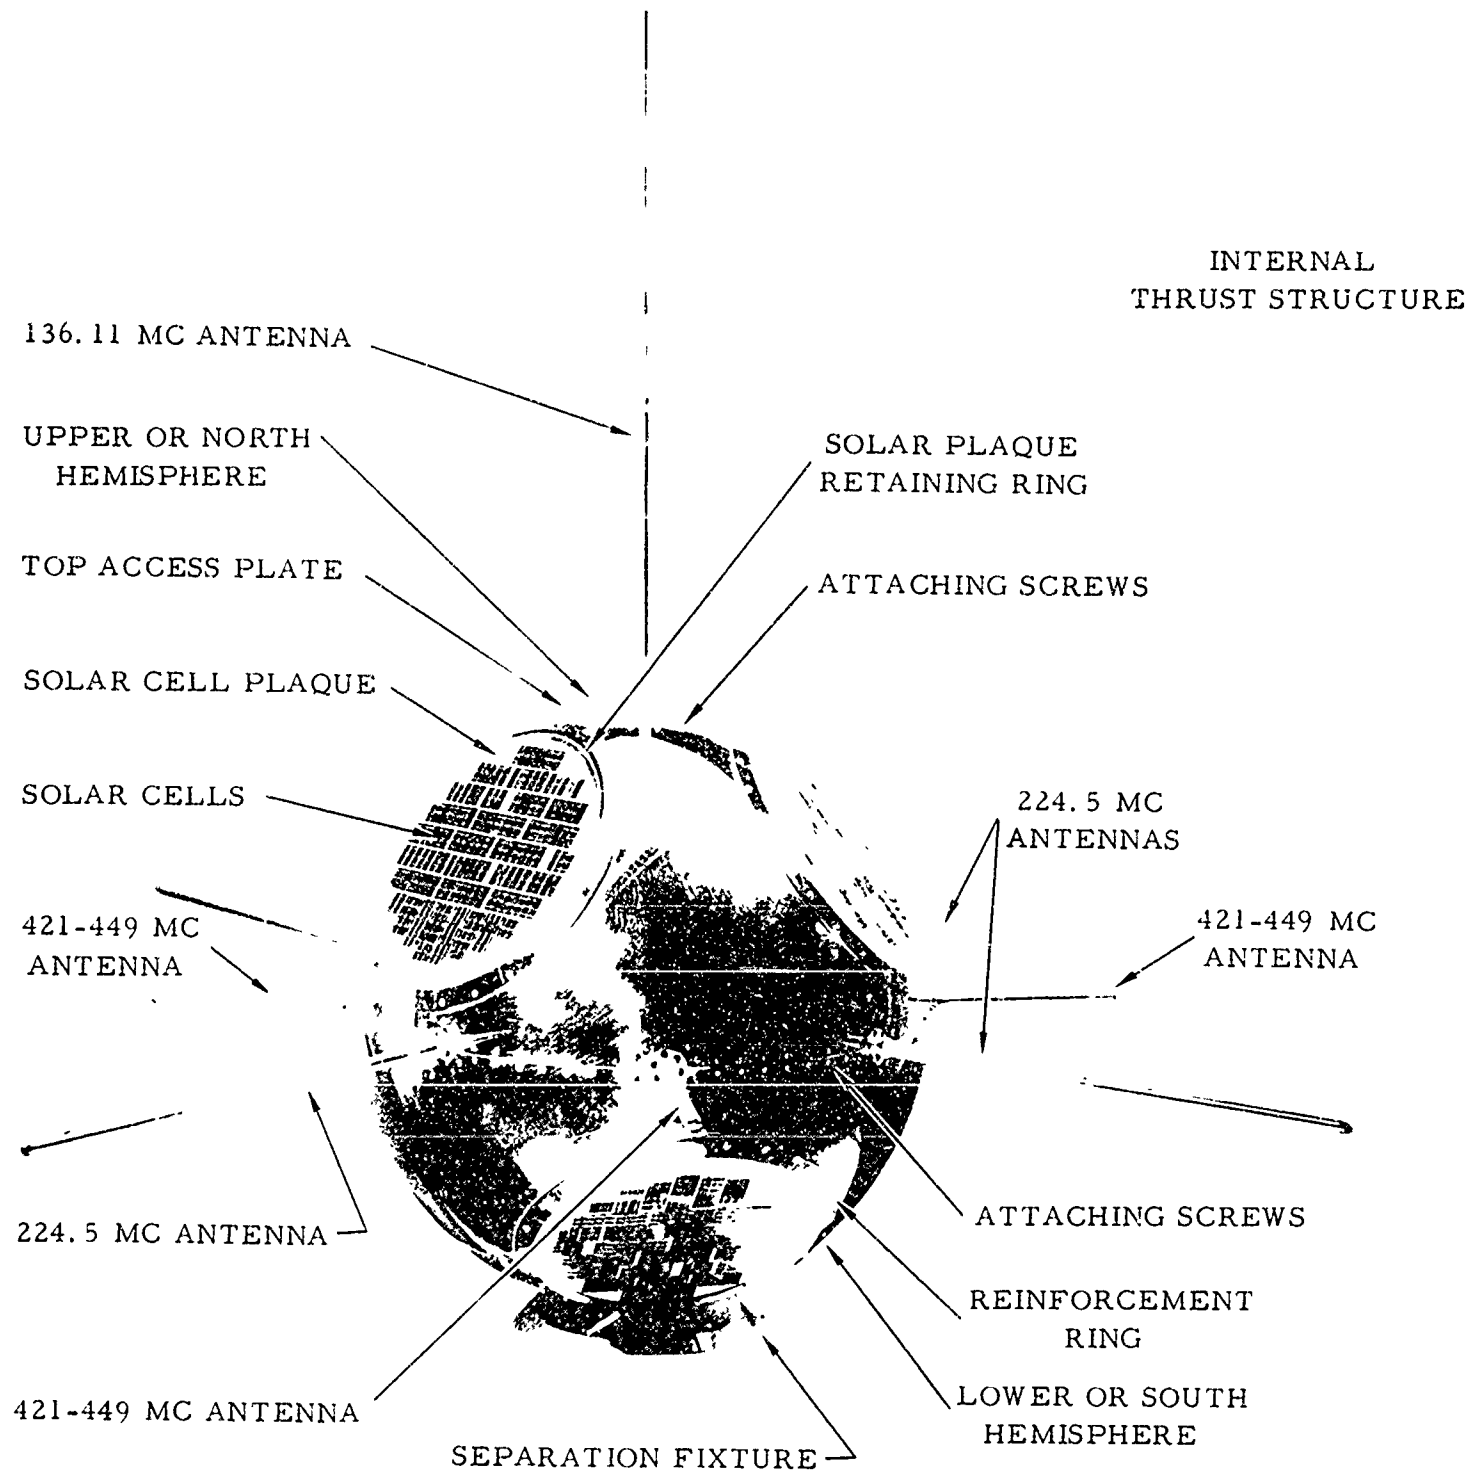 INTERNAL
THRUST STRUCTURE
136.11 MC ANTENNA
UPPER OR NORTH
HEMISPHERE
SOLAR PLAQUE
RETAINING RING
TOP ACCESS PLATE
ATTACHING SCREWS
SOLAR CELL PLAQUE
SOLAR CELLS
224.5 MC
ANTENNAS
421-449 MC
ANTENNA
421-449 MC
ANTENNA
224.5 MC ANTENNA
ATTACHING SCREWS
REINFORCEMENT
RING
421-449 MC ANTENNA
LOWER OR SOUTH
HEMISPHERE
SEPARATION FIXTURE